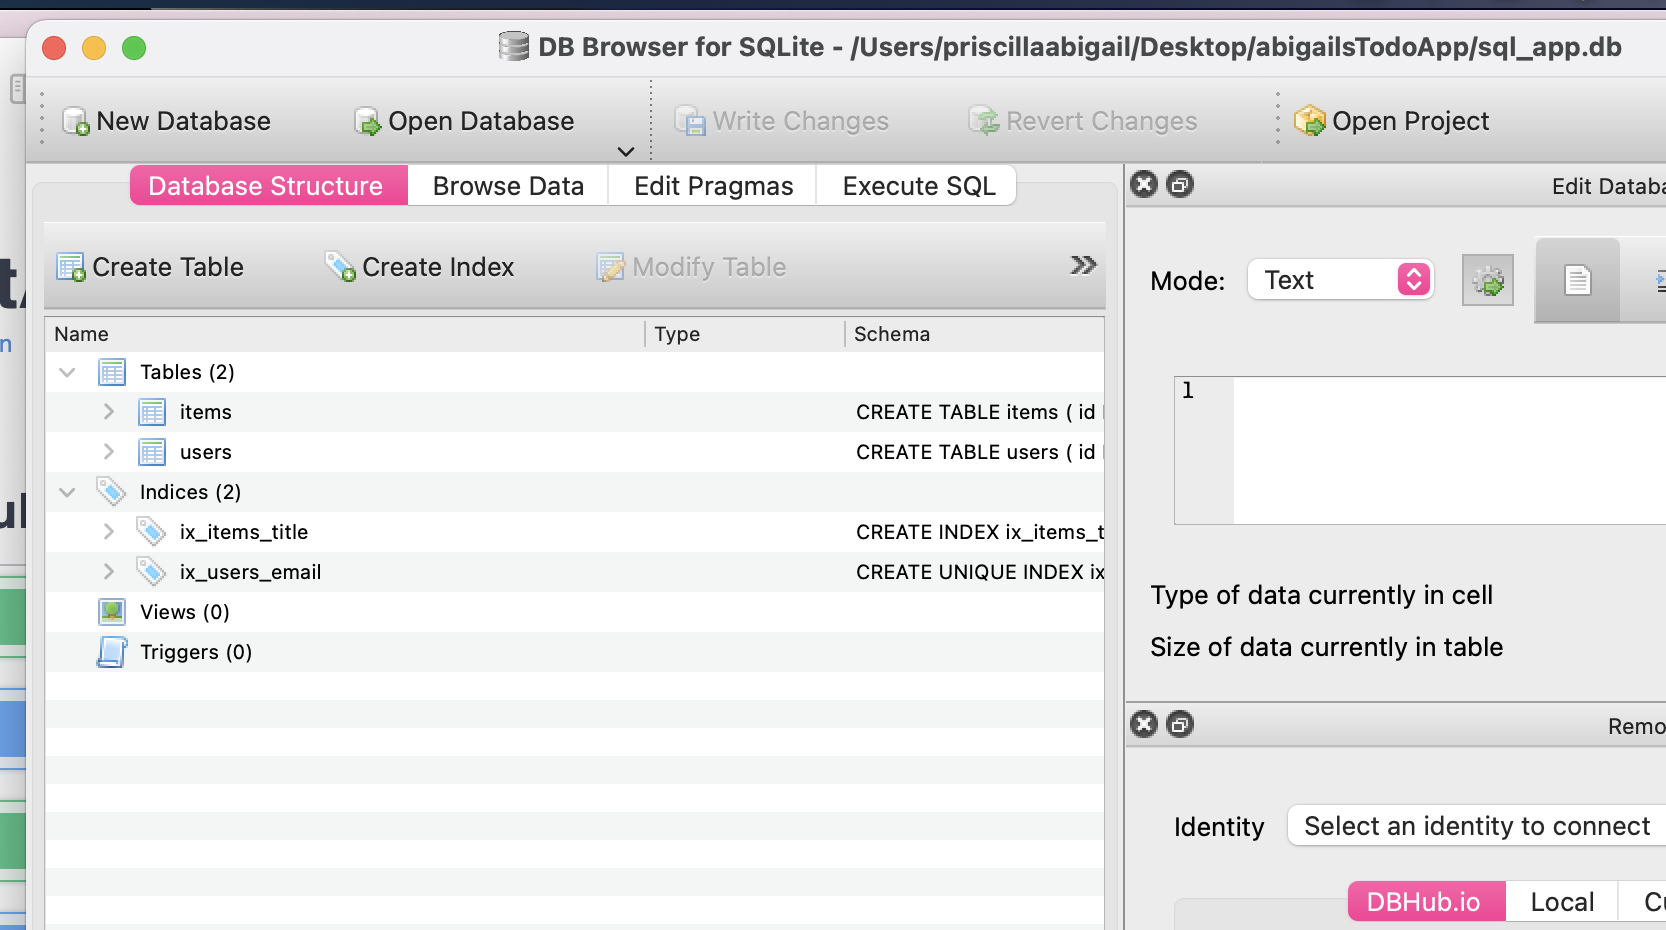 DB Browser for SQLite - /Users/priscillaabigail/Desktop/abigailsTodoApp/sql_app.db
New Database Open Database Write Changes Revert Changes Open Project
Database Structure Browse Data Edit Pragmas Execute SQL
Create Table Create Index Modify Table
Name Type Schema
Tables (2)
items CREATE TABLE items ( id
users CREATE TABLE users ( id
Indices (2)
ix_items_title CREATE INDEX ix_items_t
ix_users_email CREATE UNIQUE INDEX ix
Views (0)
Triggers (0)
Edit Databa
Mode: Text
1
Type of data currently in cell
Size of data currently in table
Remo
Identity Select an identity to connect
DBHub.io Local